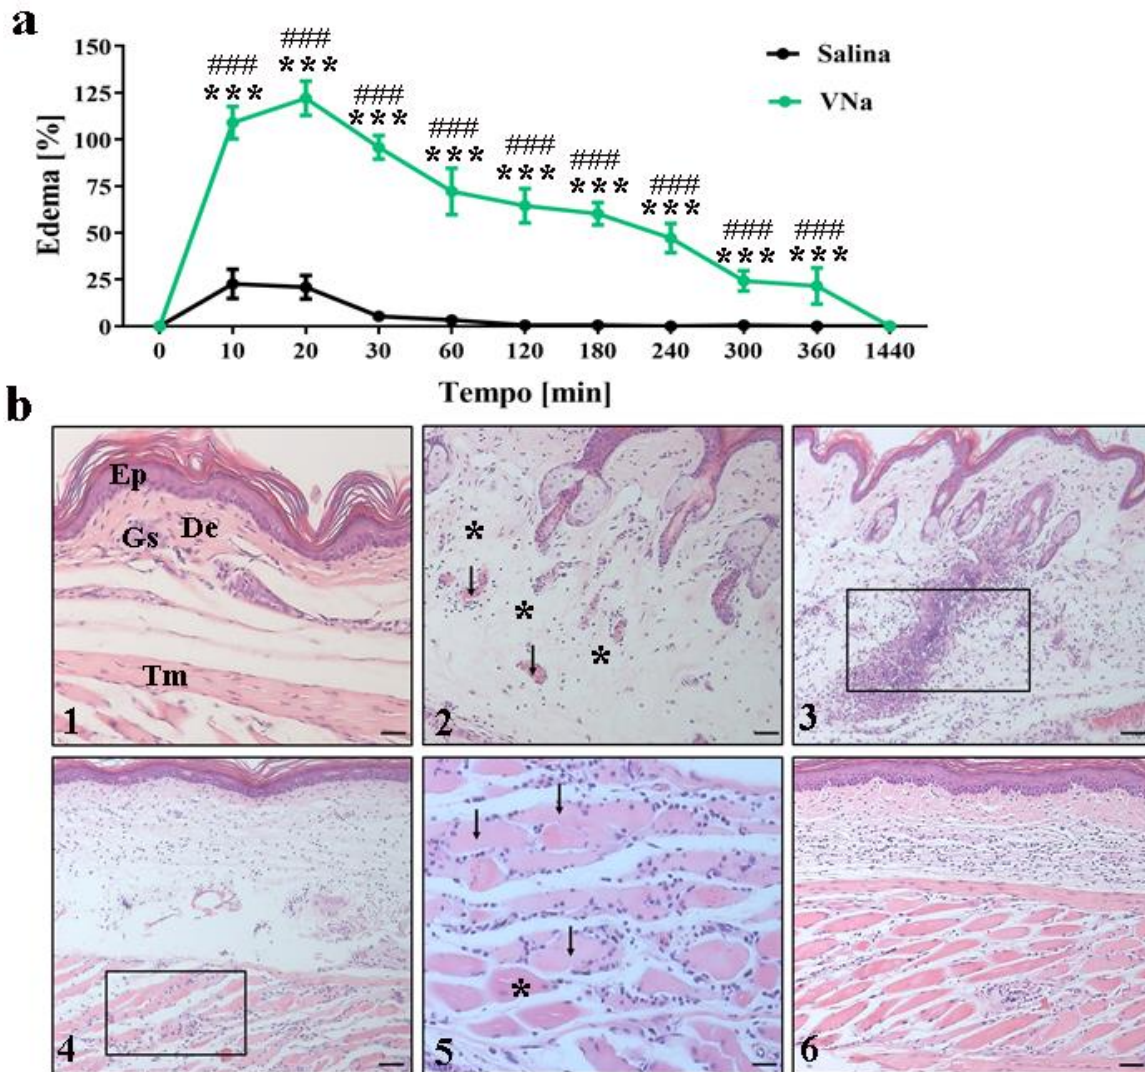 a
150
125
100
75
50
25
0
Edema [%]
### ### ### ### ### ### ### ### ###
*** *** *** *** *** *** *** *** ***
Salina
VNa
0 10 20 30 60 120 180 240 300 360 1440
Tempo [min]
b
Ep
De
Gs
Tm
1
*
*
*
2
3
4
*
5
6